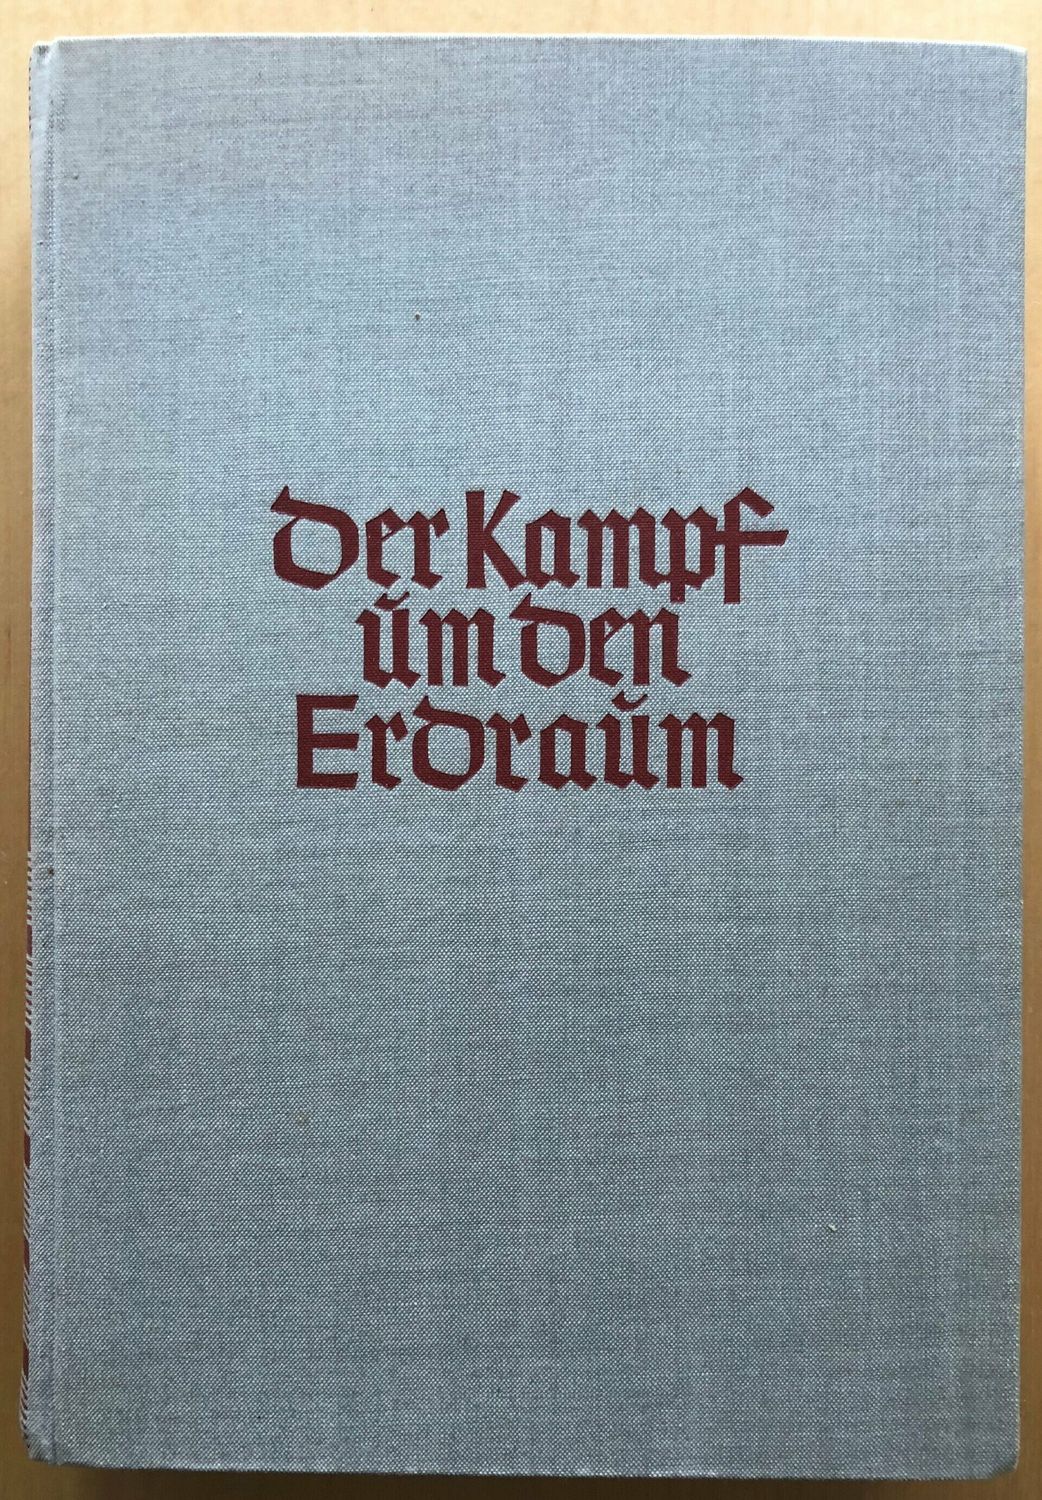 Der Kampf
um den
Erdraum